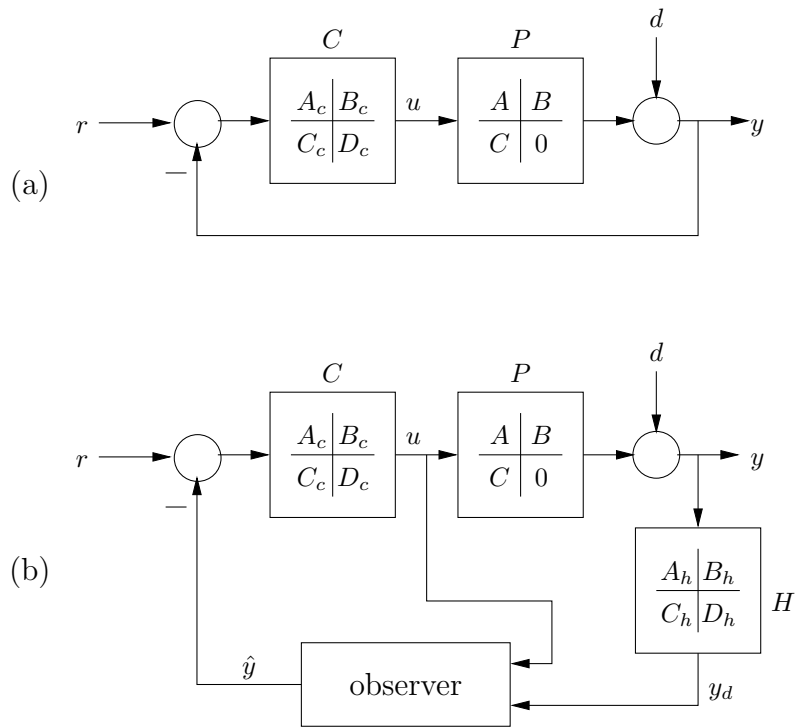 C P d
r A_c B_c u A B y
C_c D_c C 0
−
(a)
C P d
r A_c B_c u A B y
C_c D_c C 0
−
(b)
A_h B_h H
C_h D_h
ŷ observer y_d